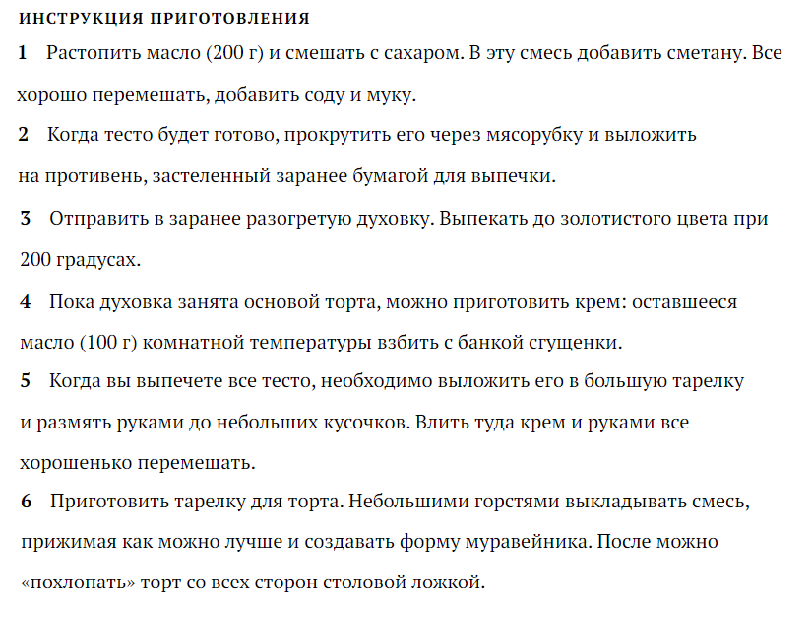 ИНСТРУКЦИЯ ПРИГОТОВЛЕНИЯ
1 Растопить масло (200 г) и смешать с сахаром. В эту смесь добавить сметану. Все
хорошо перемешать, добавить соду и муку.
2 Когда тесто будет готово, прокрутить его через мясорубку и выложить
на противень, застеленный заранее бумагой для выпечки.
3 Отправить в заранее разогретую духовку. Выпекать до золотистого цвета при
200 градусах.
4 Пока духовка занята основой торта, можно приготовить крем: оставшееся
масло (100 г) комнатной температуры взбить с банкой сгущенки.
5 Когда вы выпечете все тесто, необходимо выложить его в большую тарелку
и размять руками до небольших кусочков. Влить туда крем и руками все
хорошенько перемешать.
6 Приготовить тарелку для торта. Небольшими горстями выкладывать смесь,
прижимая как можно лучше и создавать форму муравейника. После можно
«похлопать» торт со всех сторон столовой ложкой.